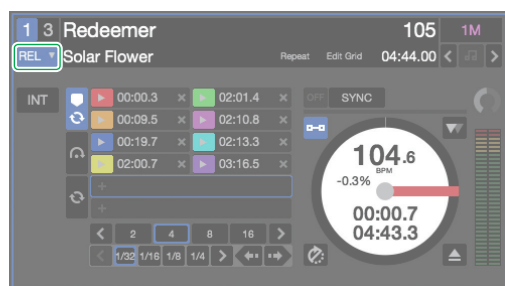 1 3 Redeemer 105 1M
REL Solar Flower Repeat Edit Grid 04:44.00
INT 00:00.3 02:01.4 OFF SYNC
00:09.5 02:10.8
00:19.7 02:13.3
02:00.7 03:16.5
104.6
BPM
-0.3%
00:00.7
04:43.3
2 4 8 16
1/32 1/16 1/8 1/4